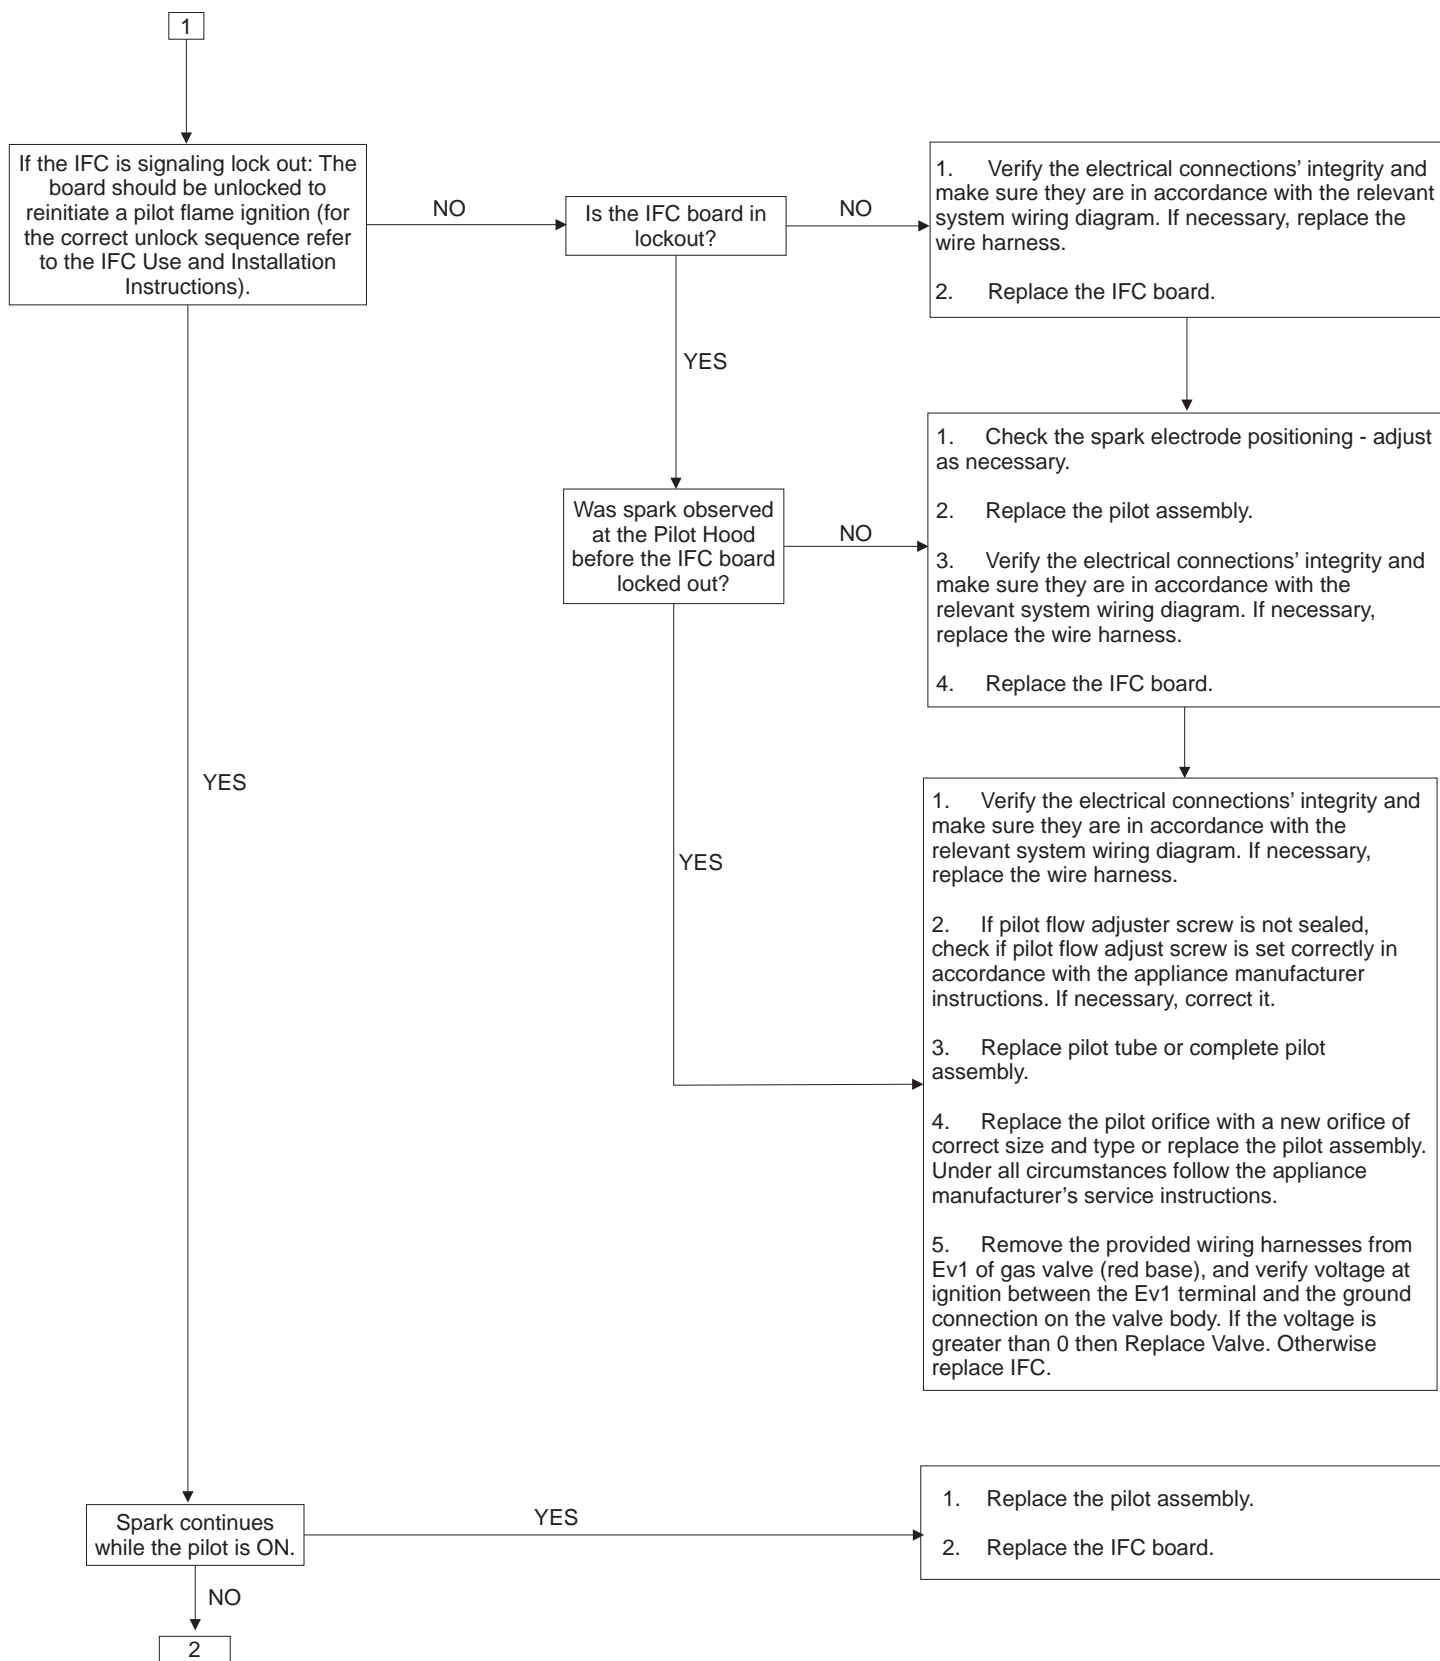 1
If the IFC is signaling lock out: The
board should be unlocked to
reinitiate a pilot flame ignition (for
the correct unlock sequence refer
to the IFC Use and Installation
Instructions).
NO
Is the IFC board in
lockout?
NO
1. Verify the electrical connections’ integrity and
make sure they are in accordance with the relevant
system wiring diagram. If necessary, replace the
wire harness.
2. Replace the IFC board.
YES
Was spark observed
at the Pilot Hood
before the IFC board
locked out?
NO
1. Check the spark electrode positioning - adjust
as necessary.
2. Replace the pilot assembly.
3. Verify the electrical connections’ integrity and
make sure they are in accordance with the
relevant system wiring diagram. If necessary,
replace the wire harness.
4. Replace the IFC board.
YES
YES
1. Verify the electrical connections’ integrity and
make sure they are in accordance with the
relevant system wiring diagram. If necessary,
replace the wire harness.
2. If pilot flow adjuster screw is not sealed,
check if pilot flow adjust screw is set correctly in
accordance with the appliance manufacturer
instructions. If necessary, correct it.
3. Replace pilot tube or complete pilot
assembly.
4. Replace the pilot orifice with a new orifice of
correct size and type or replace the pilot assembly.
Under all circumstances follow the appliance
manufacturer’s service instructions.
5. Remove the provided wiring harnesses from
Ev1 of gas valve (red base), and verify voltage at
ignition between the Ev1 terminal and the ground
connection on the valve body. If the voltage is
greater than 0 then Replace Valve. Otherwise
replace IFC.
Spark continues
while the pilot is ON.
YES
1. Replace the pilot assembly.
2. Replace the IFC board.
NO
2